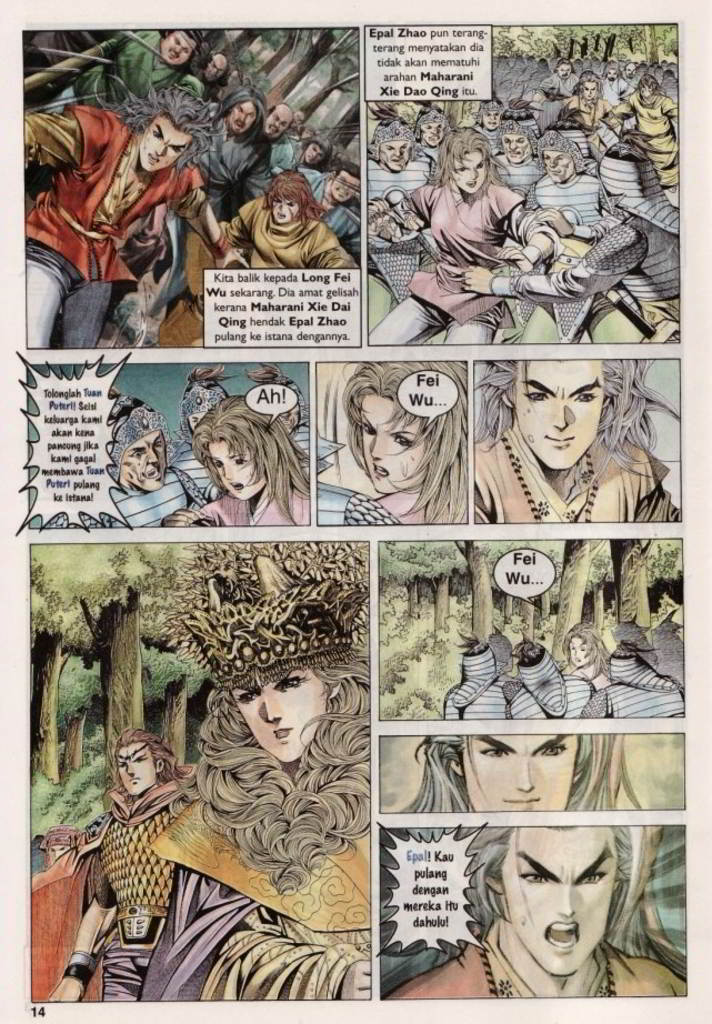 Kita balik kepada Long Fei
Wu sekarang. Dia amat gelisah
kerana Maharani Xie Dai
Qing hendak Epal Zhao
pulang ke istana dengannya.
Epal Zhao pun terang-
terang menyatakan dia
tidak akan mematuhi
arahan Maharani
Xie Dao Qing itu.
Tolonglah Tuan
Puteri! Seisi
keluarga kami
akan kena
pancung jika
kami gagal
membawa Tuan
Puteri pulang
ke istana!
Ah!
Fei
Wu...
Fei
Wu...
Epal! Kau
pulang
dengan
mereka itu
dahulu!
14